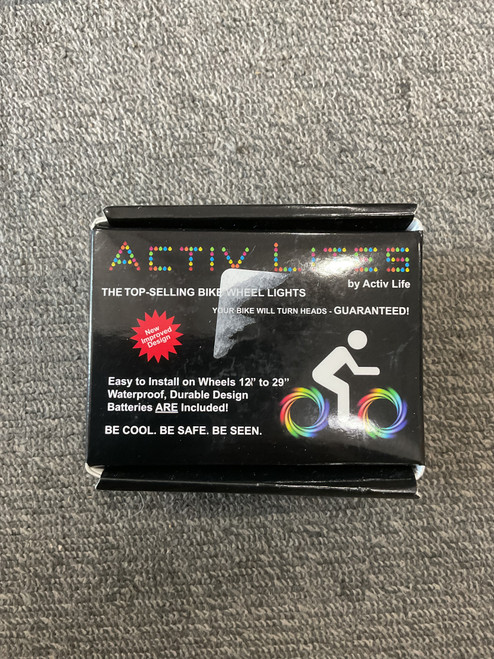 ACTIV LITES
by Activ Life
THE TOP-SELLING BIKE WHEEL LIGHTS
YOUR BIKE WILL TURN HEADS - GUARANTEED!
New
Improved
Design
Easy to Install on Wheels 12" to 29"
Waterproof, Durable Design
Batteries ARE Included!
BE COOL. BE SAFE. BE SEEN.